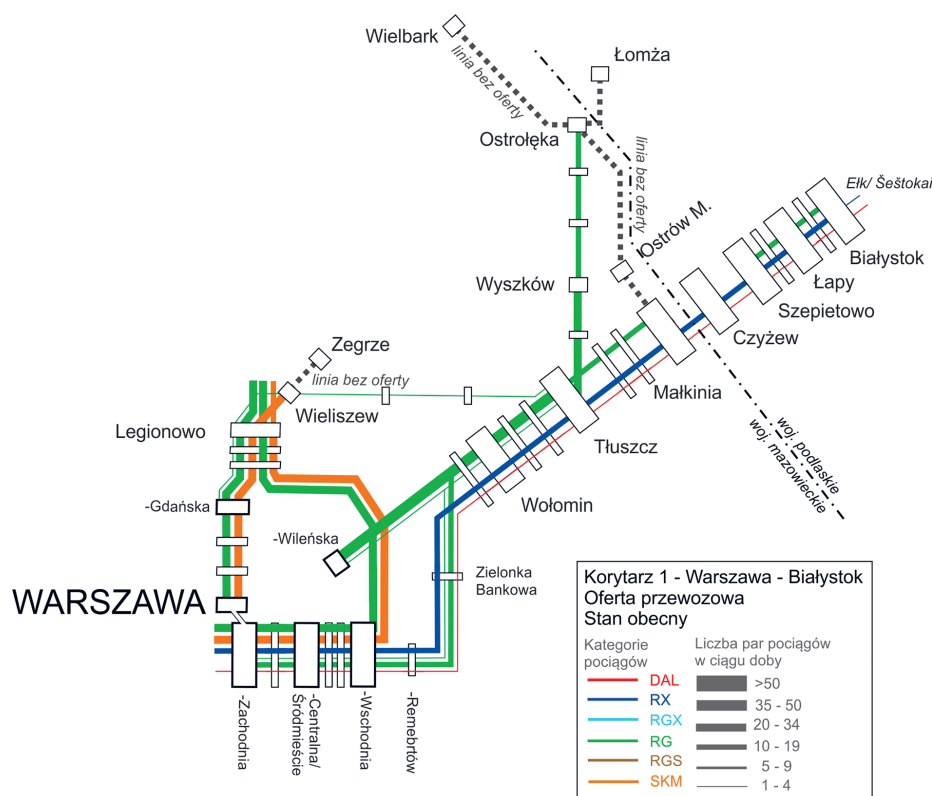 Wielbark
linia bez oferty
Łomża
Ostrołęka
linia bez oferty
Ełk/ Šeštokai
Ostrów M.
Białystok
Wyszków
Łapy
Szepietowo
Czyżew
Zegrze
linia bez oferty
Małkinia
Wieliszew
Legionowo
Tłuszcz
woj. podlaskie
woj. mazowieckie
-Gdańska
Wołomin
-Wileńska
Zielonka
Bankowa
WARSZAWA
-Zachodnia
-Centralna/
Śródmieście
-Wschodnia
-Remebrtów
Korytarz 1 - Warszawa - Białystok
Oferta przewozowa
Stan obecny
Kategorie
pociągów
Liczba par pociągów
w ciągu doby
DAL
RX
RGX
RG
RGS
SKM
>50
35 - 50
20 - 34
10 - 19
5 - 9
1 - 4